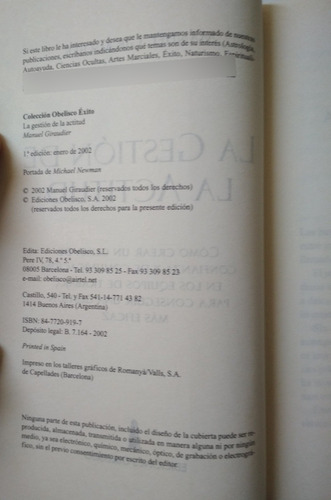 Si este libro le ha interesado y desea que le mantengamos informado de nuestras
publicaciones, escríbanos indicándonos qué temas son de su interés (Astrología,
Autoayuda, Ciencias Ocultas, Artes Marciales, Éxito, Naturismo,
Colección Obelisco Éxito
La gestión de la actitud
Manuel Giraudier
1ª edición: enero de 2002
Portada de Michael Newman
© 2002 Manuel Giraudier (reservados todos los derechos)
© Ediciones Obelisco, S.A, 2002
(reservados todos los derechos para la presente edición)
Edita: Ediciones Obelisco, S.L.
Pere IV, 78, 4.º 5.ª
08005 Barcelona - Tel. 93 309 85 25 - Fax 93 309 85 23
e-mail: obelisco@airtel.net
Castillo, 540 - Tel. y Fax 541-14-771 43 82
1414 Buenos Aires (Argentina)
ISBN: 84-7720-919-7
Depósito legal: B. 7.164 - 2002
Printed in Spain
Impreso en los talleres gráficos de Romanyà/Valls, S.A.
de Capellades (Barcelona)
Ninguna parte de esta publicación, incluido el diseño de la cubierta puede ser re-
producida, almacenada, transmitida o utilizada en manera alguna ni por ningún
medio, ya sea electrónico, químico, mecánico, óptico, de grabación o electrográ-
fico, sin el previo consentimiento por escrito del editor.